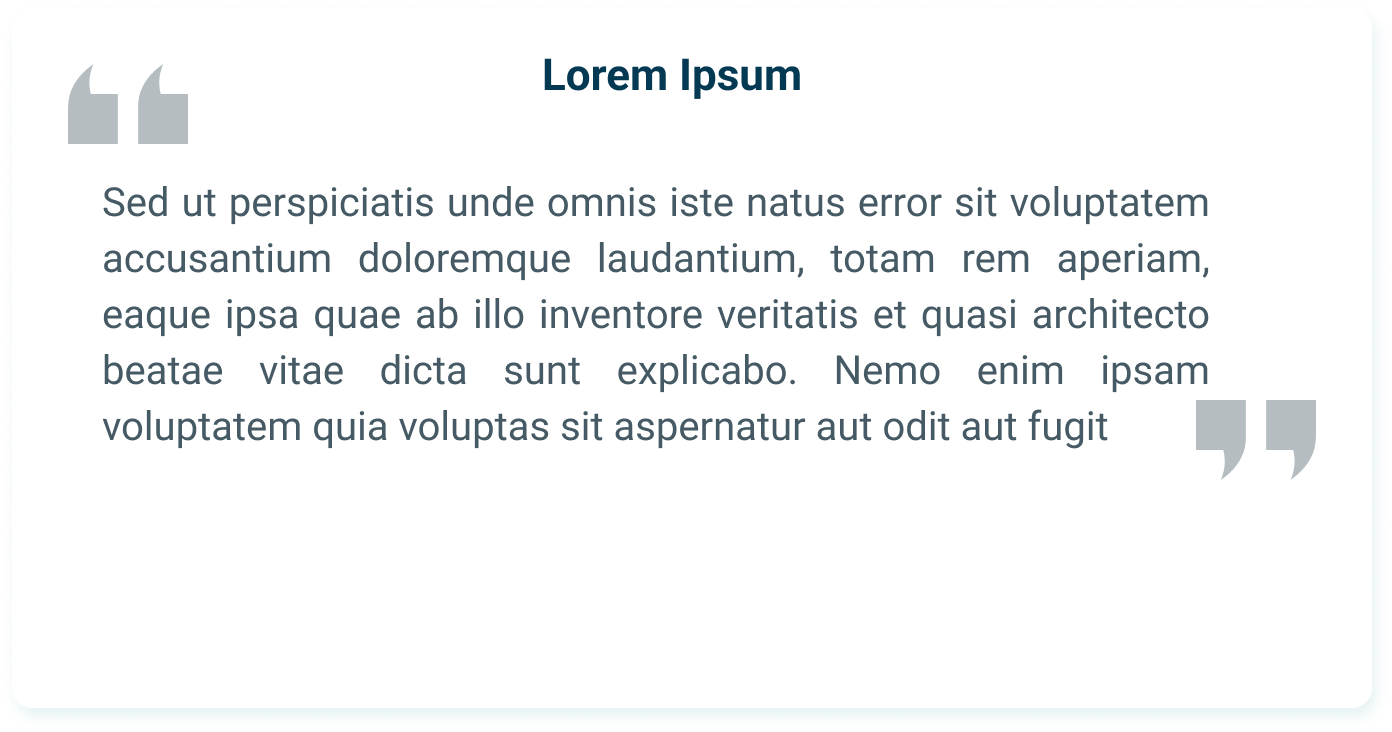 Lorem Ipsum
Sed ut perspiciatis unde omnis iste natus error sit voluptatem
accusantium doloremque laudantium, totam rem aperiam,
eaque ipsa quae ab illo inventore veritatis et quasi architecto
beatae vitae dicta sunt explicabo. Nemo enim ipsam
voluptatem quia voluptas sit aspernatur aut odit aut fugit